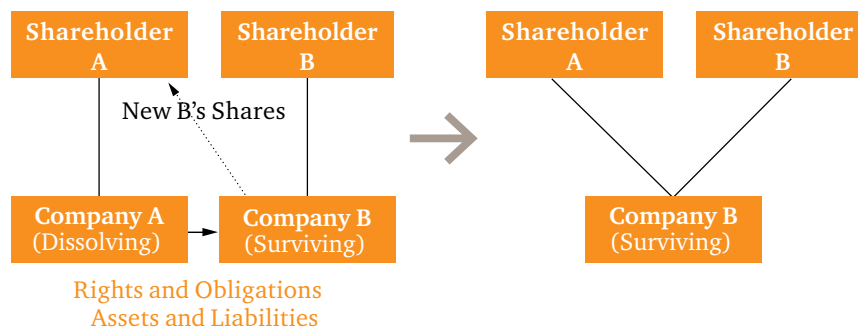 Shareholder
A
Shareholder
B
New B’s Shares
Company A
(Dissolving)
Company B
(Surviving)
Rights and Obligations
Assets and Liabilities
Shareholder
A
Shareholder
B
Company B
(Surviving)